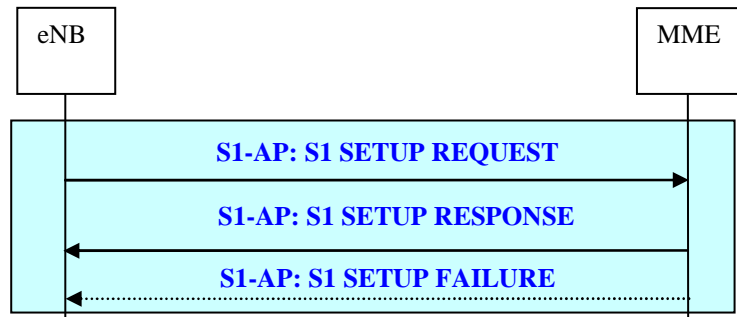 eNB
MME
S1-AP: S1 SETUP REQUEST
S1-AP: S1 SETUP RESPONSE
S1-AP: S1 SETUP FAILURE